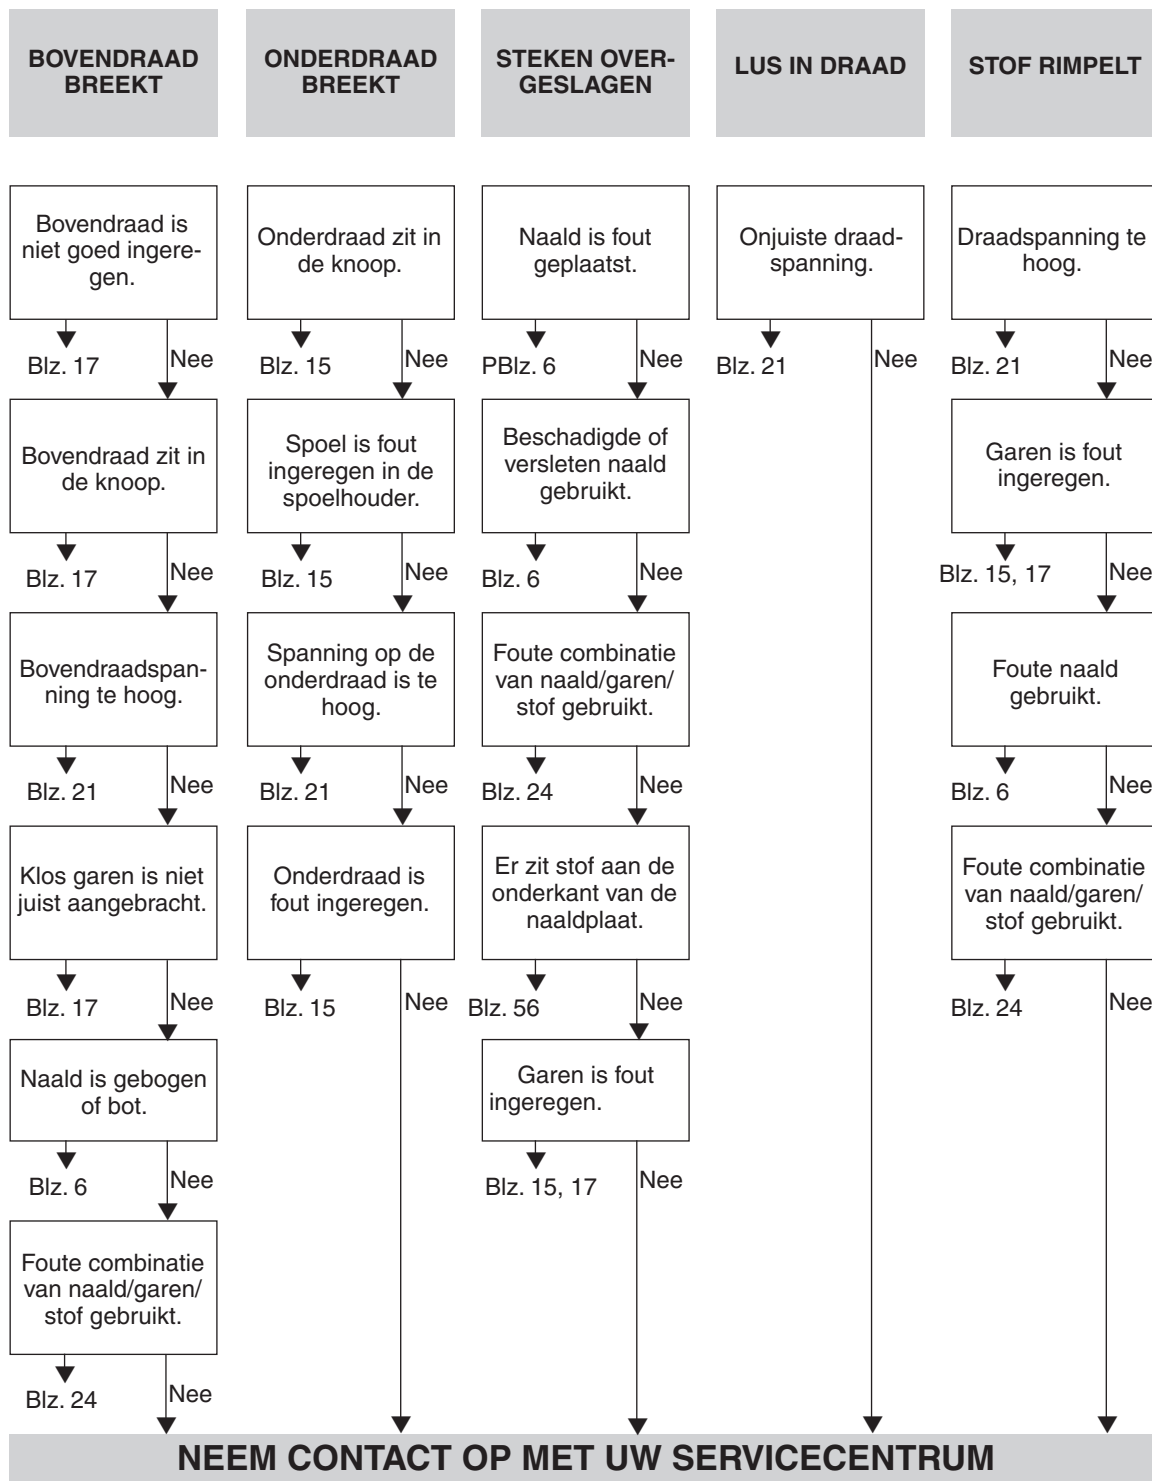 BOVENDRAAD
BREEKT
Bovendraad is
niet goed ingere-
gen.
Blz. 17
Nee
Bovendraad zit in
de knoop.
Blz. 17
Nee
Bovendraadspan-
ning te hoog.
Blz. 21
Nee
Klos garen is niet
juist aangebracht.
Blz. 17
Nee
Naald is gebogen
of bot.
Blz. 6
Nee
Foute combinatie
van naald/garen/
stof gebruikt.
Blz. 24
Nee
ONDERDRAAD
BREEKT
Onderdraad zit in
de knoop.
Blz. 15
Nee
Spoel is fout
ingeregen in de
spoelhouder.
Blz. 15
Nee
Spanning op de
onderdraad is te
hoog.
Blz. 21
Nee
Onderdraad is
fout ingeregen.
Blz. 15
Nee
STEKEN OVER-
GESLAGEN
Naald is fout
geplaatst.
PBlz. 6
Nee
Beschadigde of
versleten naald
gebruikt.
Blz. 6
Nee
Foute combinatie
van naald/garen/
stof gebruikt.
Blz. 24
Nee
Er zit stof aan de
onderkant van de
naaldplaat.
Blz. 56
Nee
Garen is fout
ingeregen.
Blz. 15, 17
Nee
LUS IN DRAAD
Onjuiste draad-
spanning.
Blz. 21
Nee
STOF RIMPELT
Draadspanning te
hoog.
Blz. 21
Nee
Garen is fout
ingeregen.
Blz. 15, 17
Nee
Foute naald
gebruikt.
Blz. 6
Nee
Foute combinatie
van naald/garen/
stof gebruikt.
Blz. 24
Nee
NEEM CONTACT OP MET UW SERVICECENTRUM